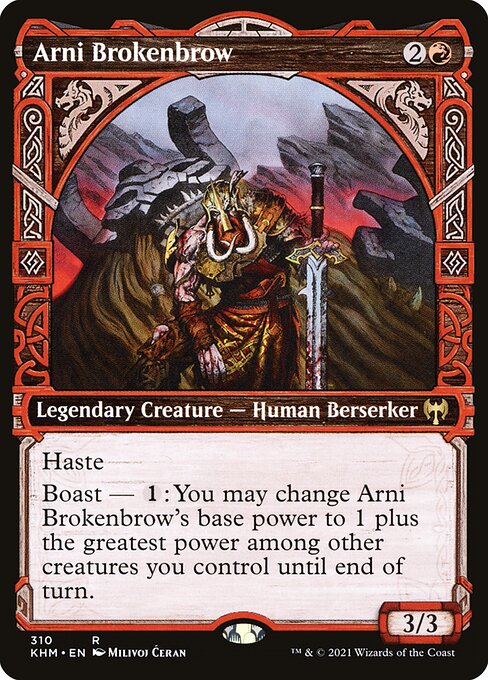 Arni Brokenbrow 2
Legendary Creature — Human Berserker
Haste
Boast — 1: You may change Arni
Brokenbrow's base power to 1 plus
the greatest power among other
creatures you control until end of
turn.
3/3
310 R
KHM • EN Milivoj Ćeran
™ & © 2021 Wizards of the Coast